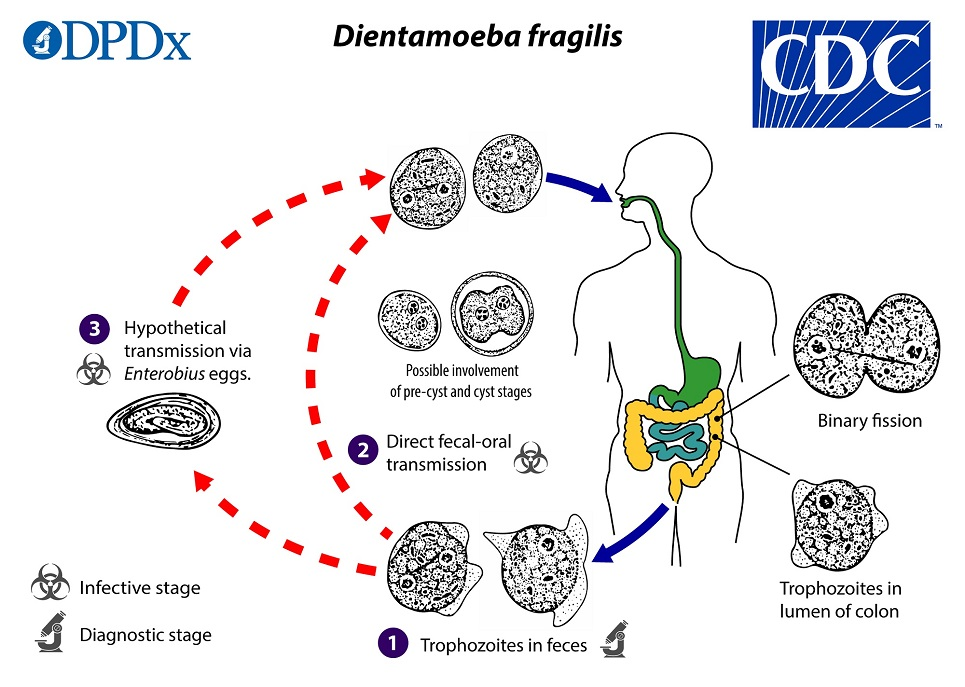 DPDx
Dientamoeba fragilis
CDC
TM
3
Hypothetical
transmission via
Enterobius eggs.
Possible involvement
of pre-cyst and cyst stages
2
Direct fecal-oral
transmission
Binary fission
Trophozoites in
lumen of colon
Infective stage
Diagnostic stage
1
Trophozoites in feces